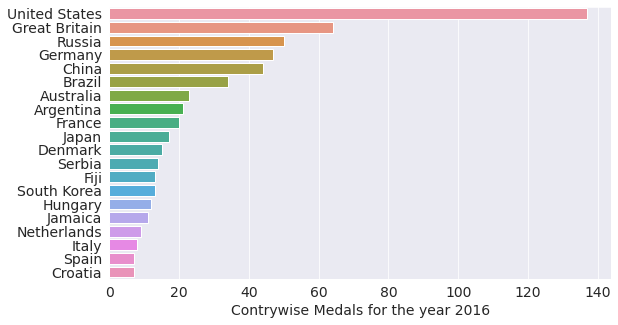 United States
Great Britain
Russia
Germany
China
Brazil
Australia
Argentina
France
Japan
Denmark
Serbia
Fiji
South Korea
Hungary
Jamaica
Netherlands
Italy
Spain
Croatia
0 20 40 60 80 100 120 140
Contrywise Medals for the year 2016